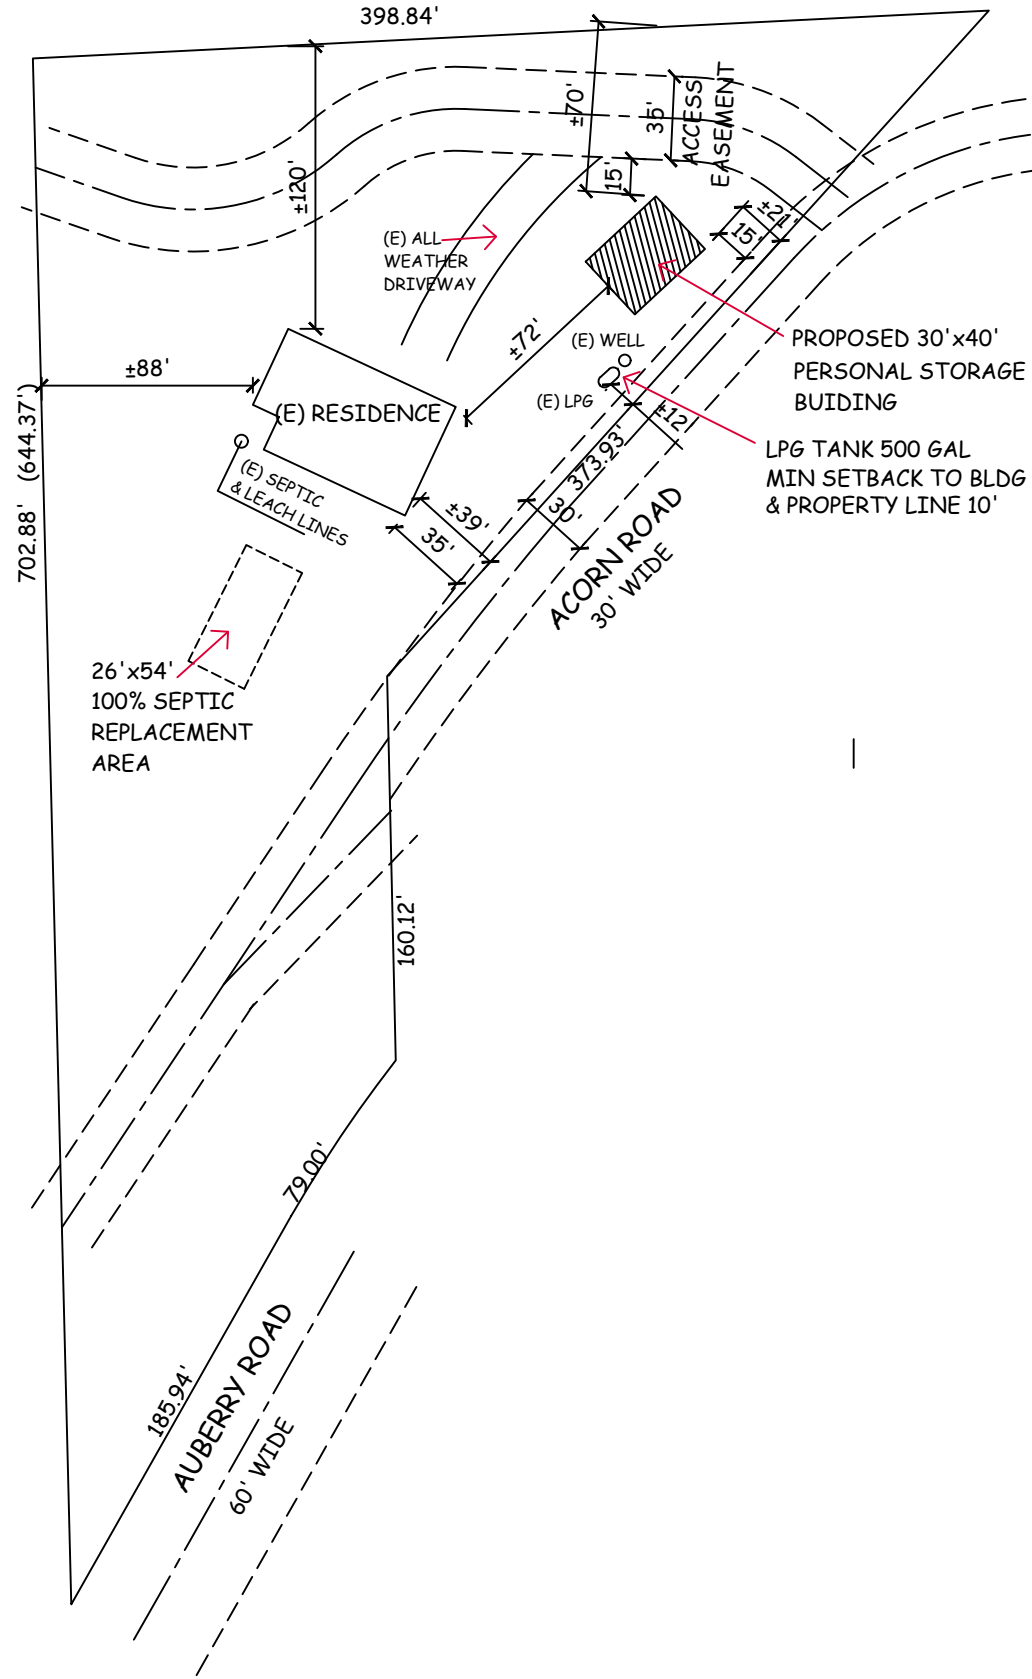 398.84'
±70'
35'
ACCESS
EASEMENT
±120'
15'
±21'
15'
(E) ALL
WEATHER
DRIVEWAY
±72'
(E) WELL
PROPOSED 30'x40'
PERSONAL STORAGE
BUIDING
±88'
(E) RESIDENCE
(E) LPG
±12'
LPG TANK 500 GAL
MIN SETBACK TO BLDG
& PROPERTY LINE 10'
702.88' (644.37')
(E) SEPTIC
& LEACH LINES
373.93'
±39'
35'
30'
ACORN ROAD
30' WIDE
26'x54'
100% SEPTIC
REPLACEMENT
AREA
160.12'
79.00'
185.94'
AUBERRY ROAD
60' WIDE